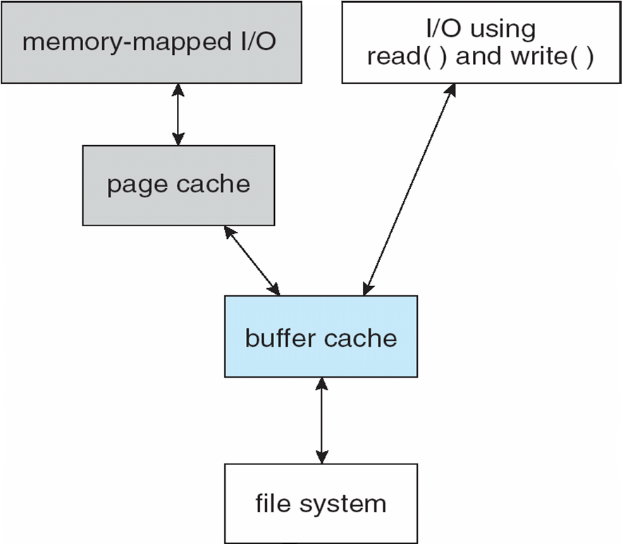 memory-mapped I/O
I/O using
read( ) and write( )
page cache
buffer cache
file system